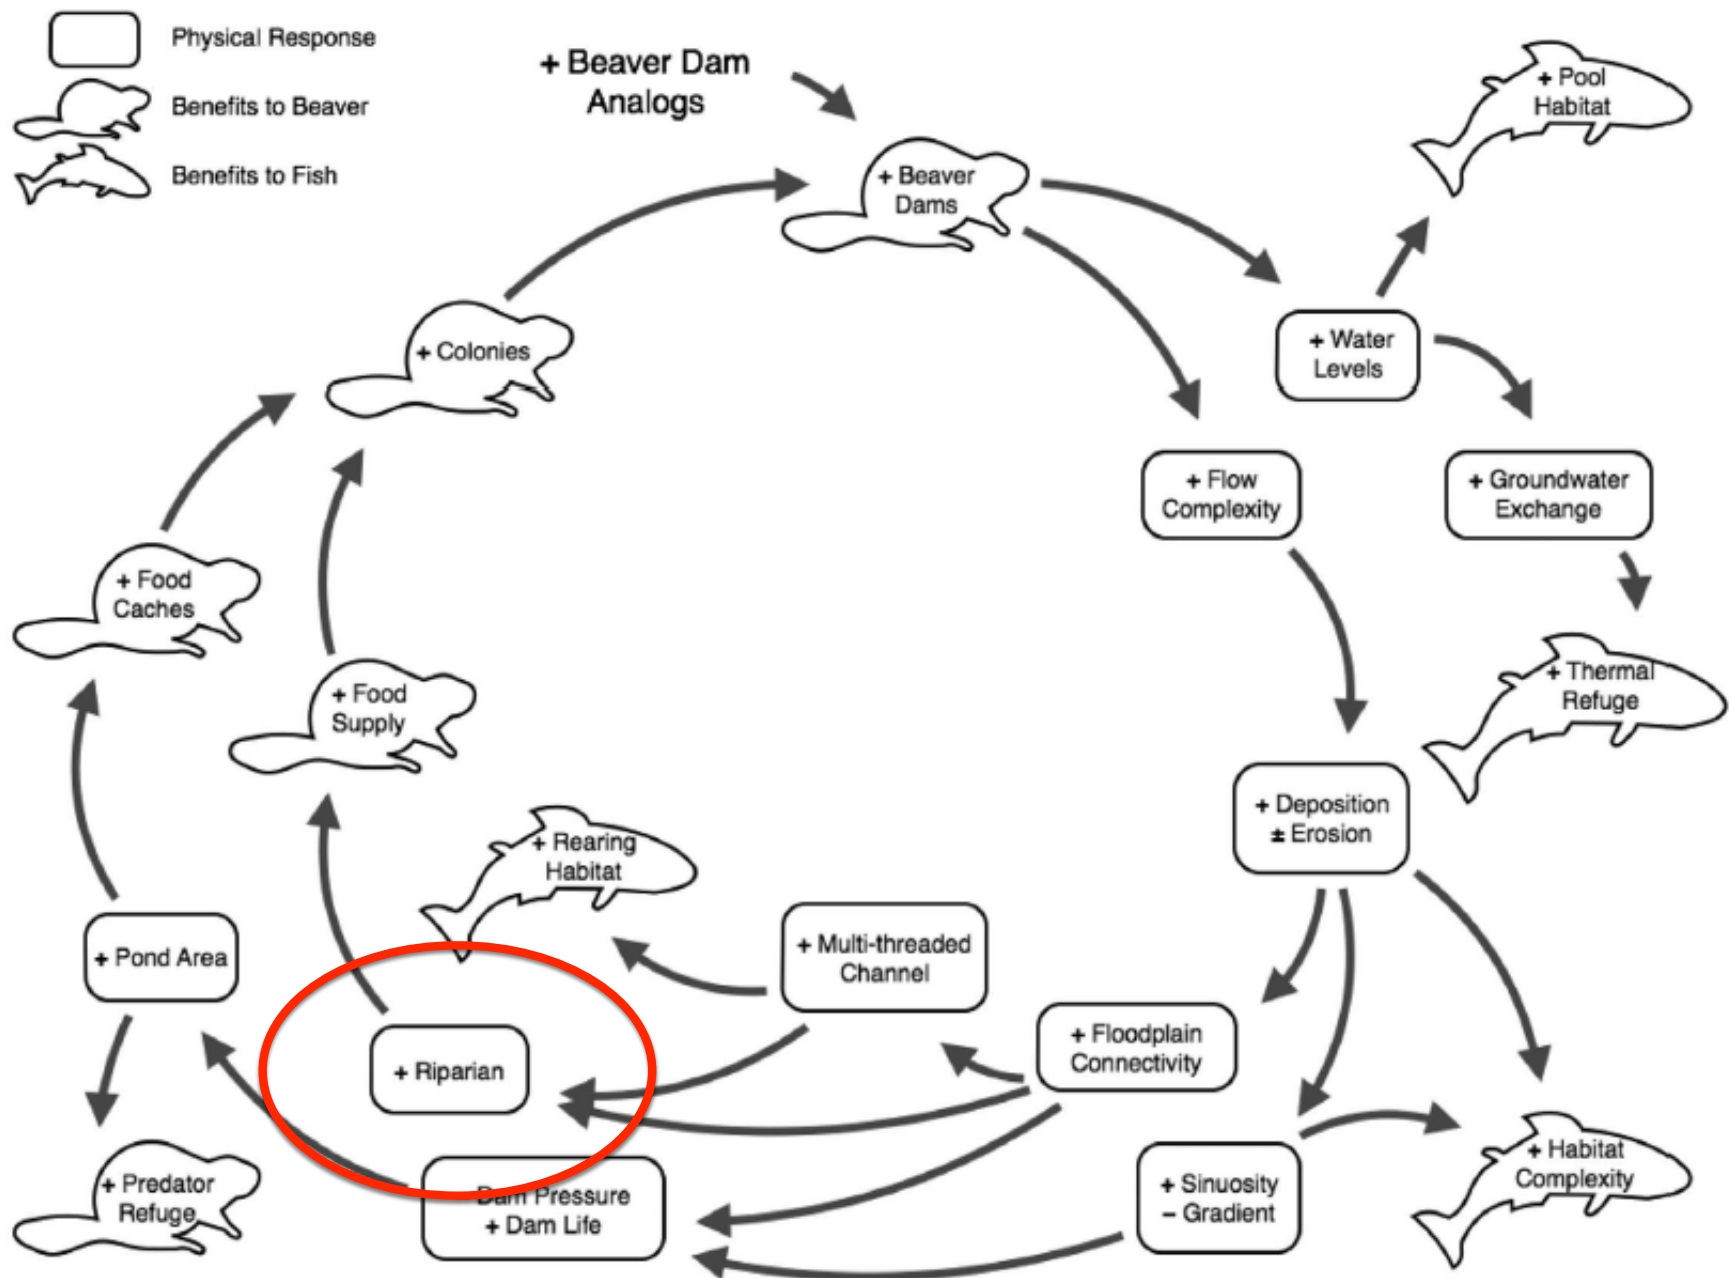 Physical Response
Benefits to Beaver
Benefits to Fish
+ Beaver Dam
Analogs
+ Beaver
Dams
+ Pool
Habitat
+ Water
Levels
+ Colonies
+ Flow
Complexity
+ Groundwater
Exchange
+ Food
Caches
+ Food
Supply
+ Thermal
Refuge
+ Deposition
± Erosion
+ Rearing
Habitat
+ Pond Area
+ Multi-threaded
Channel
+ Floodplain
Connectivity
+ Riparian
+ Predator
Refuge
Dam Pressure
+ Dam Life
+ Sinuosity
– Gradient
+ Habitat
Complexity